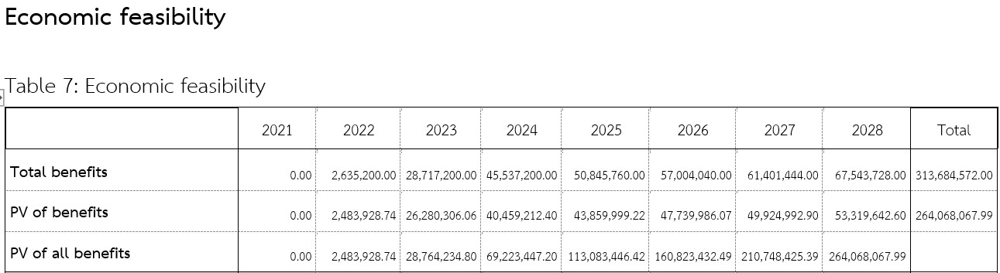 Economic feasibility
Table 7: Economic feasibility
2021 2022 2023 2024 2025 2026 2027 2028 Total
Total benefits 0.00 2,635,200.00 28,717,200.00 45,537,200.00 50,845,760.00 57,004,040.00 61,401,444.00 67,543,728.00 313,684,572.00
PV of benefits 0.00 2,483,928.74 26,280,306.06 40,459,212.40 43,859,999.22 47,739,986.07 49,924,992.90 53,319,642.60 264,068,067.99
PV of all benefits 0.00 2,483,928.74 28,764,234.80 69,223,447.20 113,083,446.42 160,823,432.49 210,748,425.39 264,068,067.99